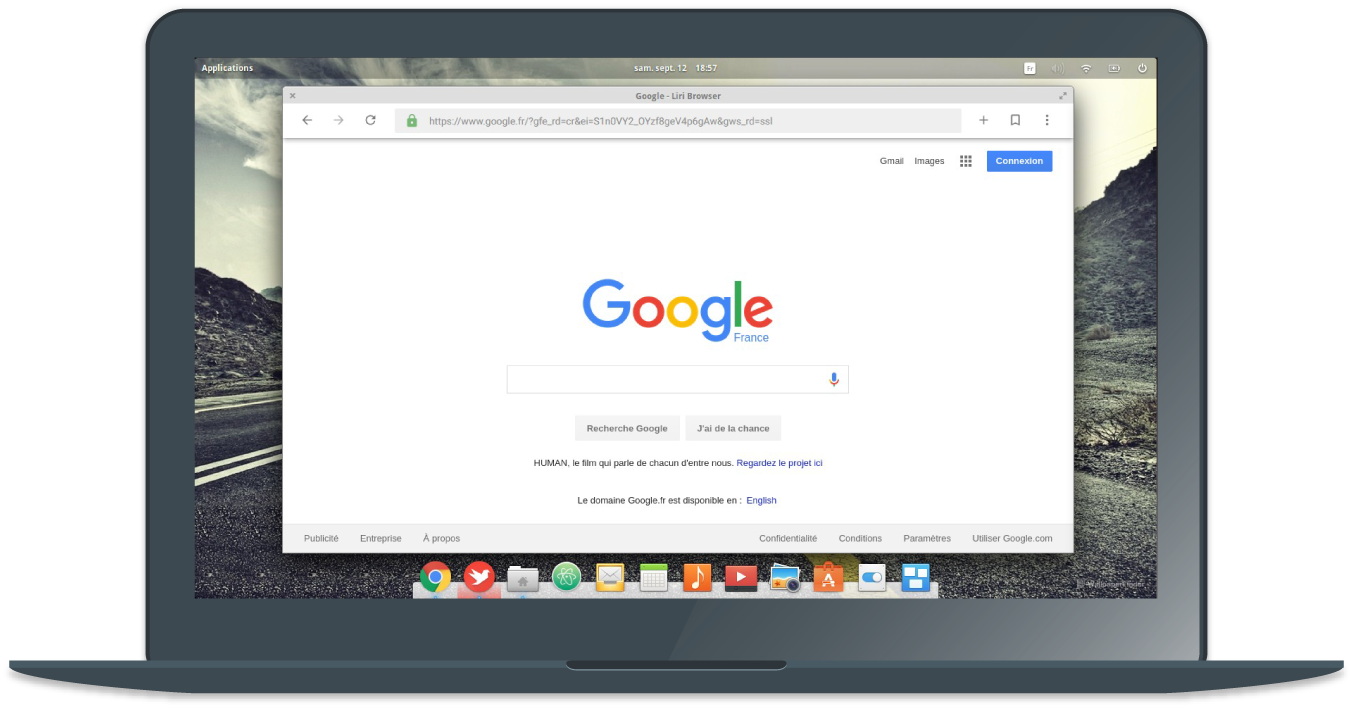 Applications
sam. sept. 12 18:57
Fr
Google - Liri Browser
https://www.google.fr/?gfe_rd=cr&ei=S1n0VY2_OYzf8geV4p6gAw&gws_rd=ssl
Gmail Images Connexion
Google
France
Recherche Google J'ai de la chance
HUMAN, le film qui parle de chacun d'entre nous. Regardez le projet ici
Le domaine Google.fr est disponible en : English
Publicité Entreprise À propos Confidentialité Conditions Paramètres Utiliser Google.com